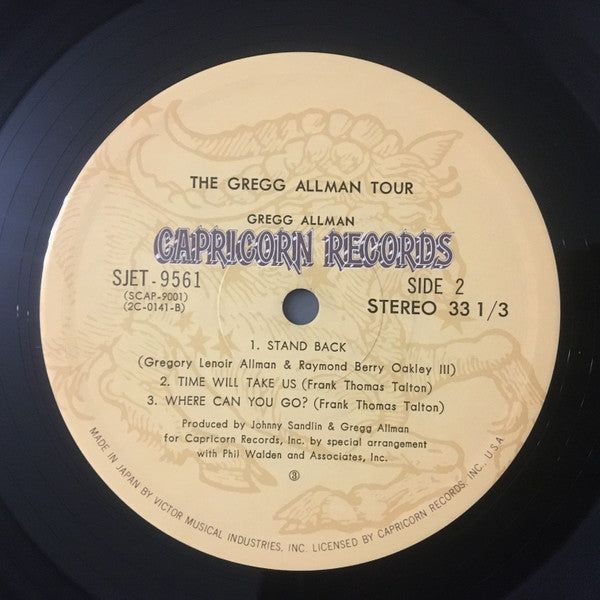 THE GREGG ALLMAN TOUR
GREGG ALLMAN
CAPRICORN RECORDS
SJET-9561
(SCAP-9001)
(2C-0141-B)
SIDE 2
STEREO 33 1/3
1. STAND BACK
(Gregory Lenoir Allman & Raymond Berry Oakley III)
2. TIME WILL TAKE US (Frank Thomas Talton)
3. WHERE CAN YOU GO? (Frank Thomas Talton)
Produced by Johnny Sandlin & Gregg Allman
for Capricorn Records, Inc. by special arrangement
with Phil Walden and Associates, Inc.
③
MADE IN JAPAN BY VICTOR MUSICAL INDUSTRIES, INC. LICENSED BY CAPRICORN RECORDS, INC., U.S.A.